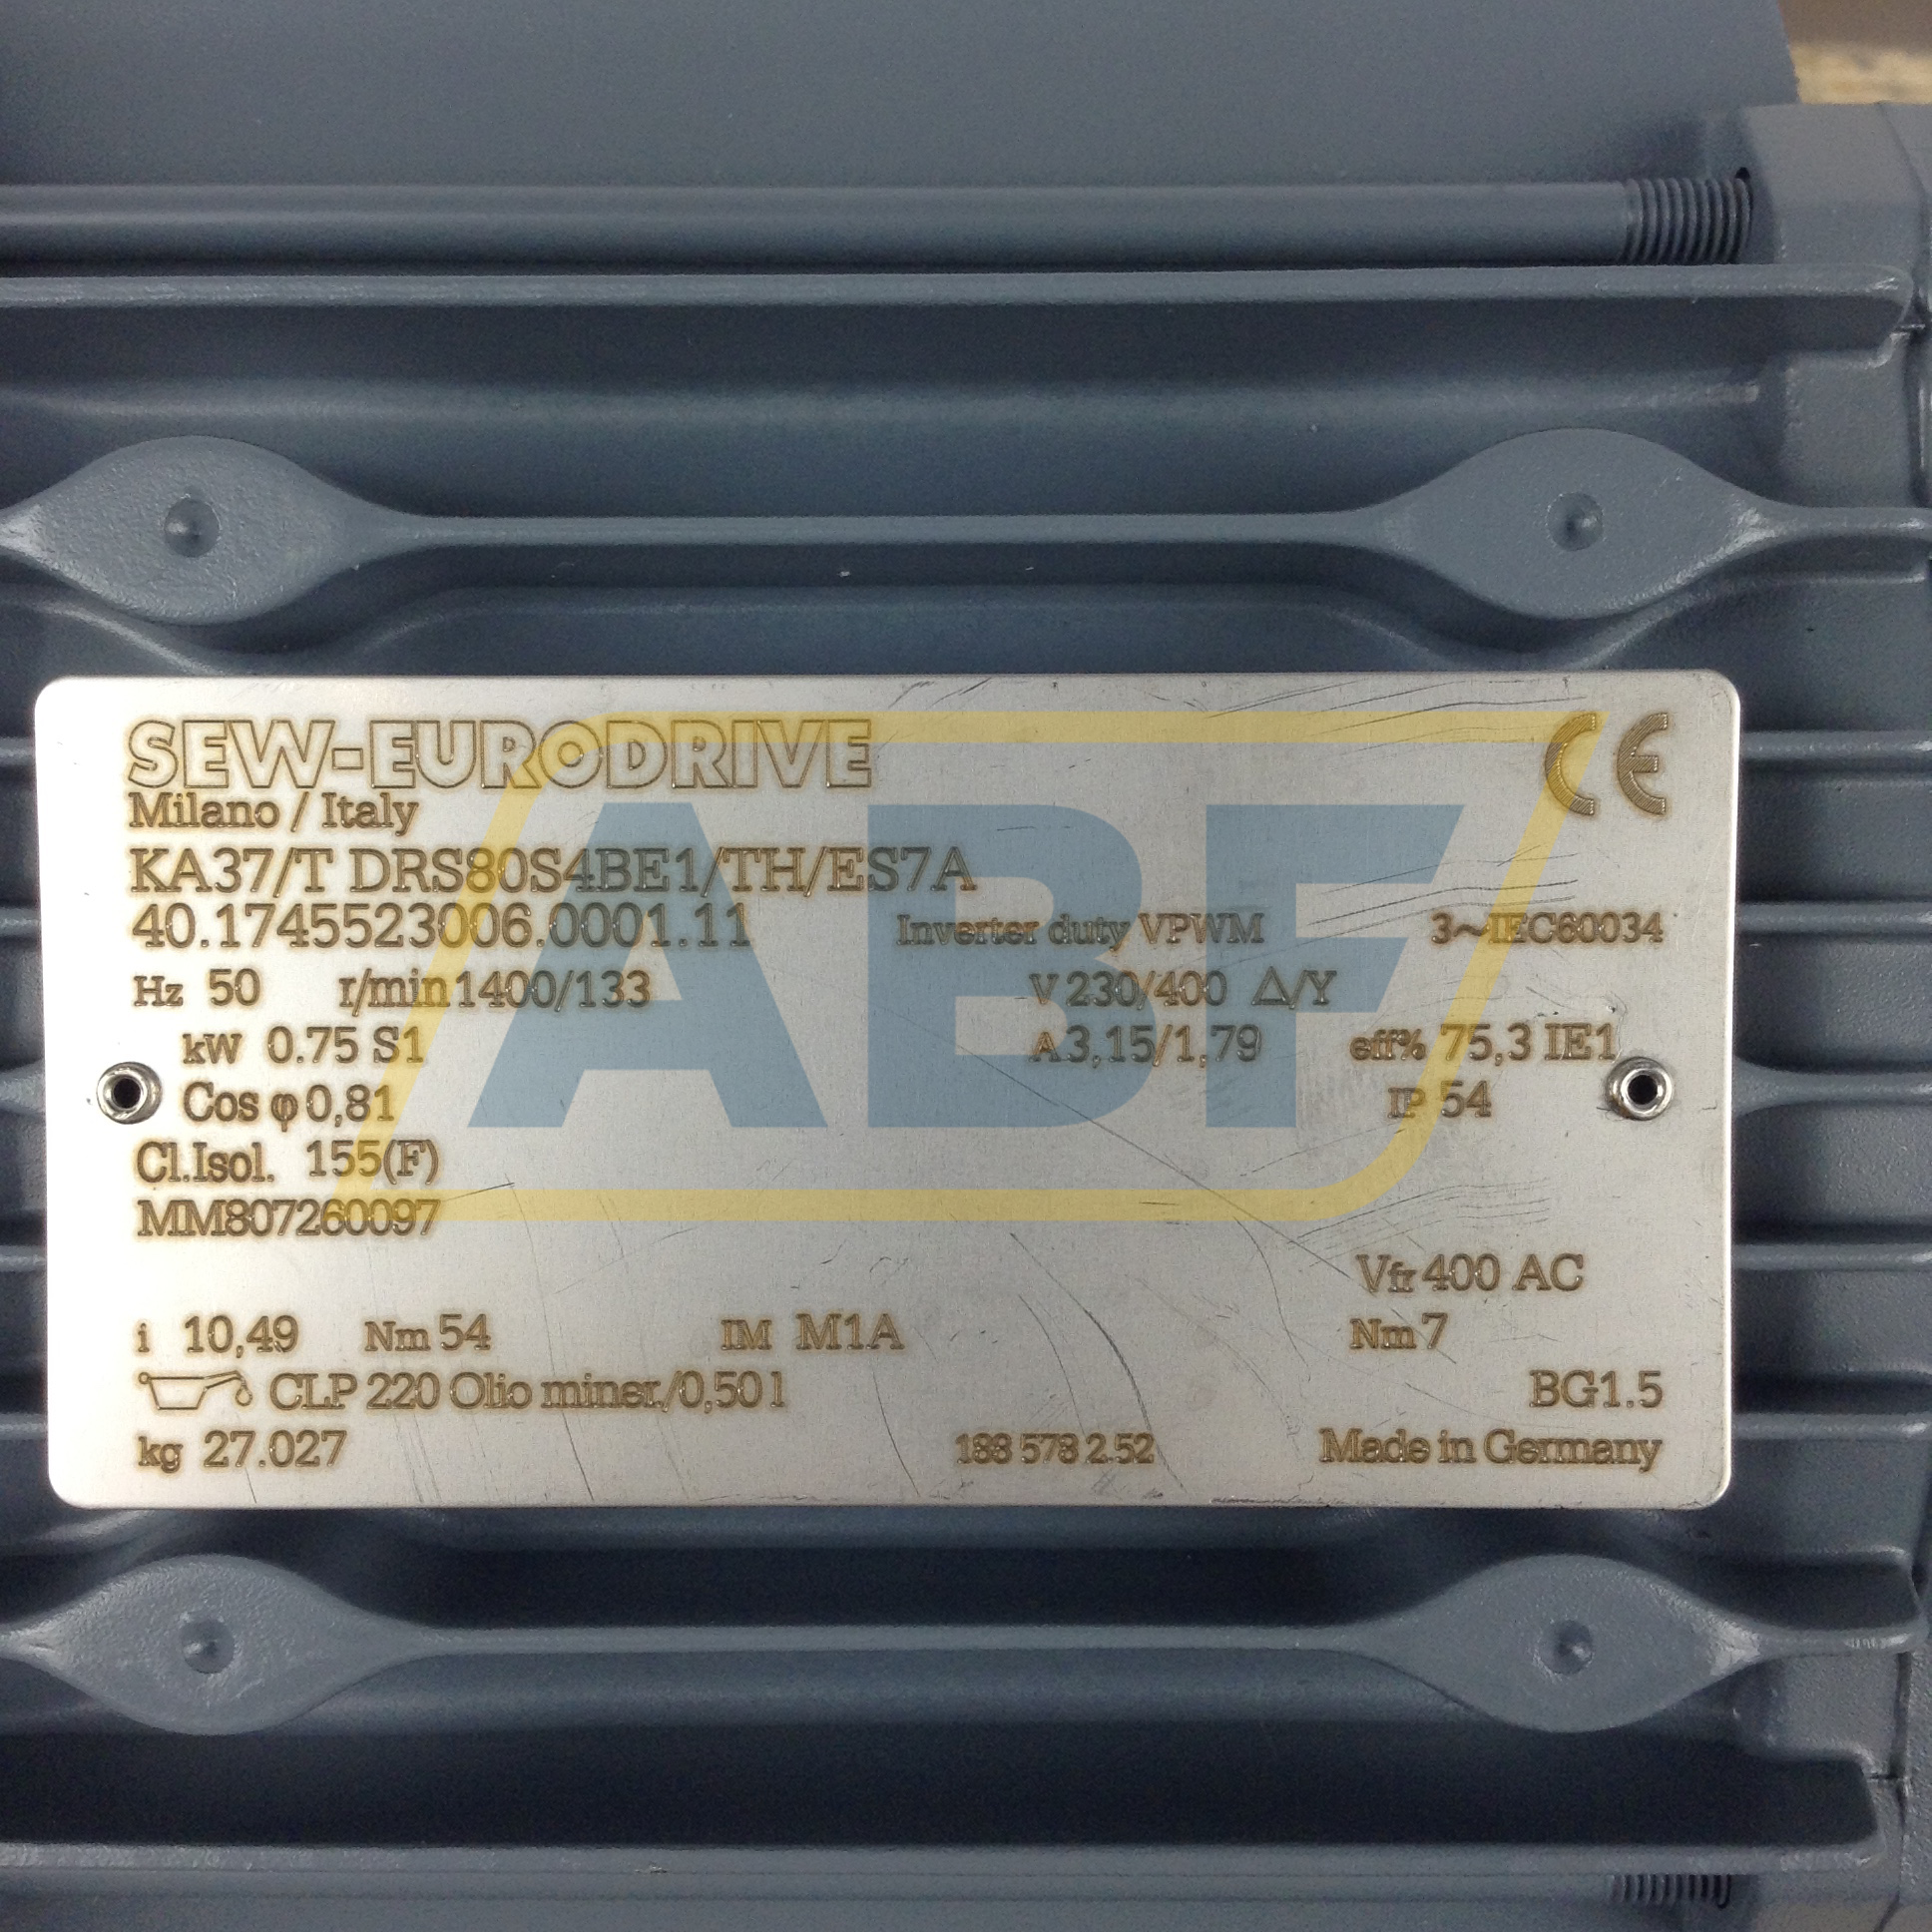 SEW-EURODRIVE CE
Milano / Italy
KA37/T DRS80S4BE1/TH/ES7A
40.1745523006.0001.11 Inverter duty VPWM 3~IEC60034
Hz 50 r/min 1400/133 V 230/400 △/Y
kW 0.75 S1 A 3,15/1,79 eff% 75,3 IE1
Cos φ 0,81 IP 54
Cl.Isol. 155(F)
MM807260097
Vfr 400 AC
i 10,49 Nm 54 IM M1A Nm 7
CLP 220 Olio miner./0,50 l BG1.5
kg 27.027 188 578 2.52 Made in Germany
ABF